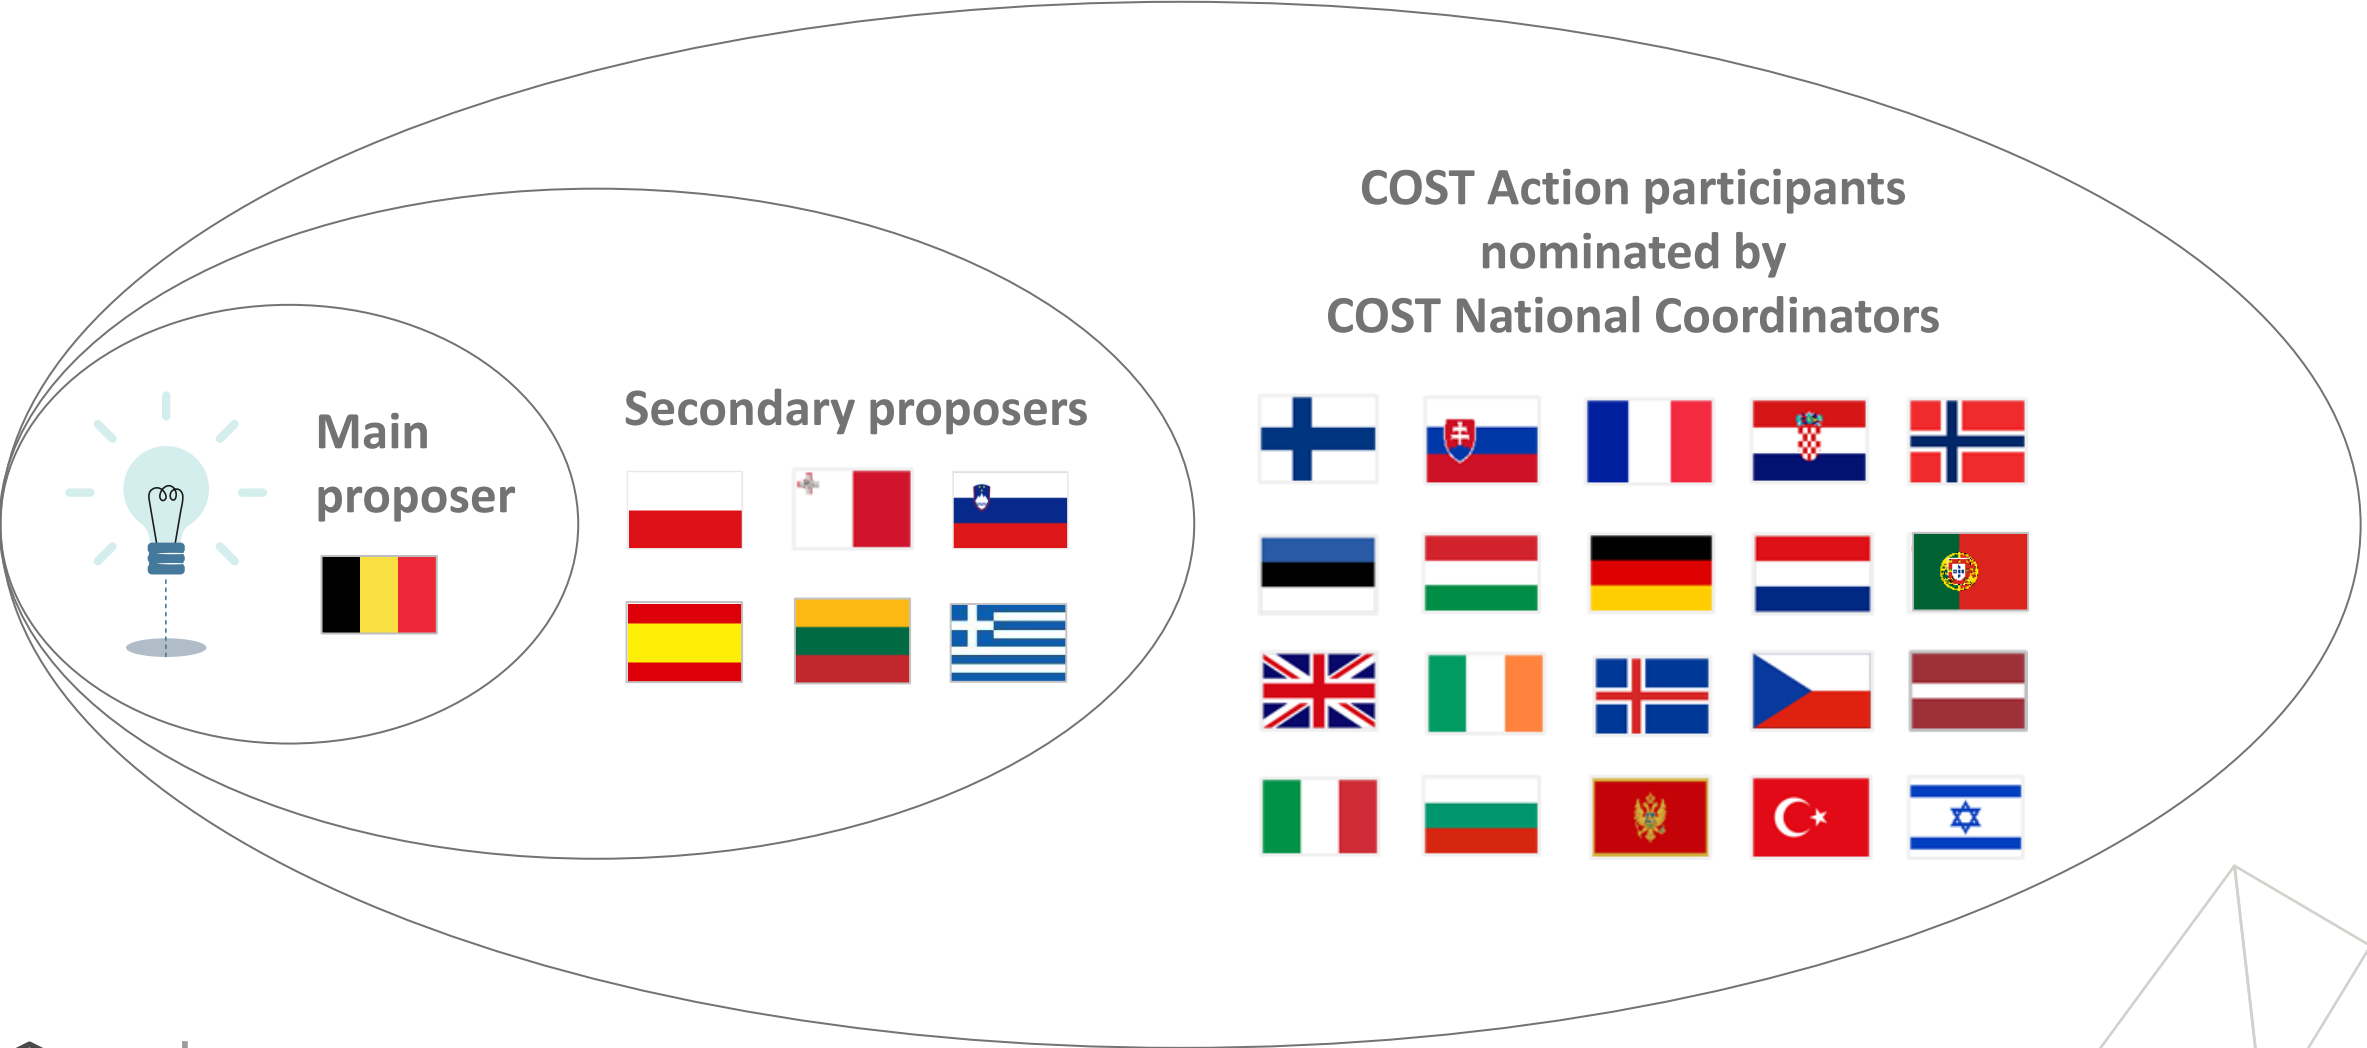 Main
proposer
Secondary proposers
COST Action participants
nominated by
COST National Coordinators